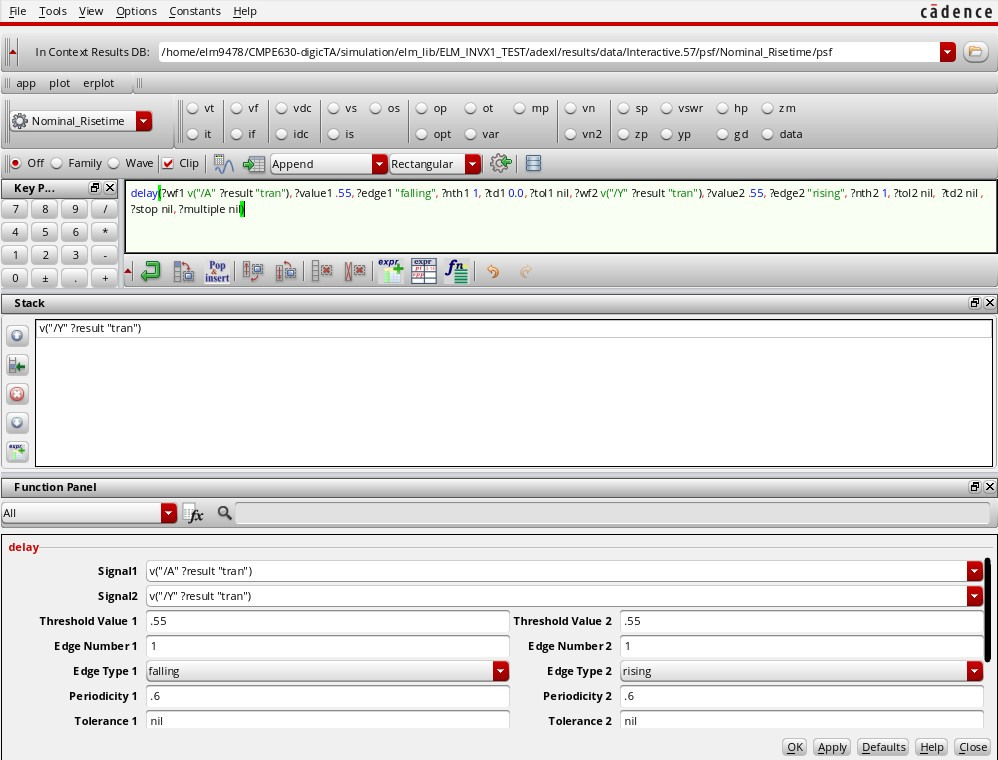 File Tools View Options Constants Help cādence
In Context Results DB: /home/elm9478/CMPE630-digicTA/simulation/elm_lib/ELM_INVX1_TEST/adexl/results/data/Interactive.57/psf/Nominal_Risetime/psf
app plot erplot
Nominal_Risetime
vt vf vdc vs os op ot mp vn sp vswr hp zm
it if idc is opt var vn2 zp yp gd data
Off Family Wave Clip Append Rectangular
Key P...
7 8 9 /
4 5 6 *
1 2 3 -
0 ± . +
delay(?wf1 v("/A" ?result "tran"), ?value1 .55, ?edge1 "falling", ?nth1 1, ?td1 0.0, ?tol1 nil, ?wf2 v("/Y" ?result "tran"), ?value2 .55, ?edge2 "rising", ?nth2 1, ?tol2 nil, ?td2 nil ,
?stop nil, ?multiple nil)
Pop insert expr expr fn
Stack
v("/Y" ?result "tran")
expr
Function Panel
All fx
delay
Signal1 v("/A" ?result "tran")
Signal2 v("/Y" ?result "tran")
Threshold Value 1 .55 Threshold Value 2 .55
Edge Number 1 1 Edge Number 2 1
Edge Type 1 falling Edge Type 2 rising
Periodicity 1 .6 Periodicity 2 .6
Tolerance 1 nil Tolerance 2 nil
OK Apply Defaults Help Close